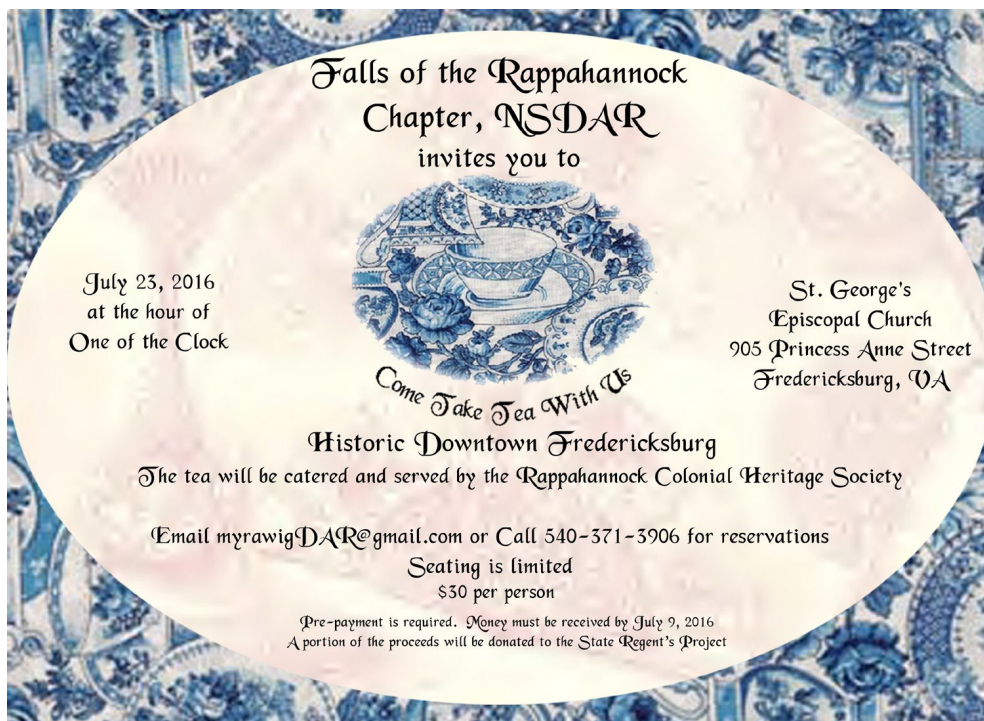 Falls of the Rappahannock
Chapter, NSDAR
invites you to
July 23, 2016
at the hour of
One of the Clock
St. George's
Episcopal Church
905 Princess Anne Street
Fredericksburg, VA
Come Take Tea With Us
Historic Downtown Fredericksburg
The tea will be catered and served by the Rappahannock Colonial Heritage Society
Email myrawigDAR@gmail.com or Call 540-371-3906 for reservations
Seating is limited
$30 per person
Pre-payment is required. Money must be received by July 9, 2016
A portion of the proceeds will be donated to the State Regent's Project